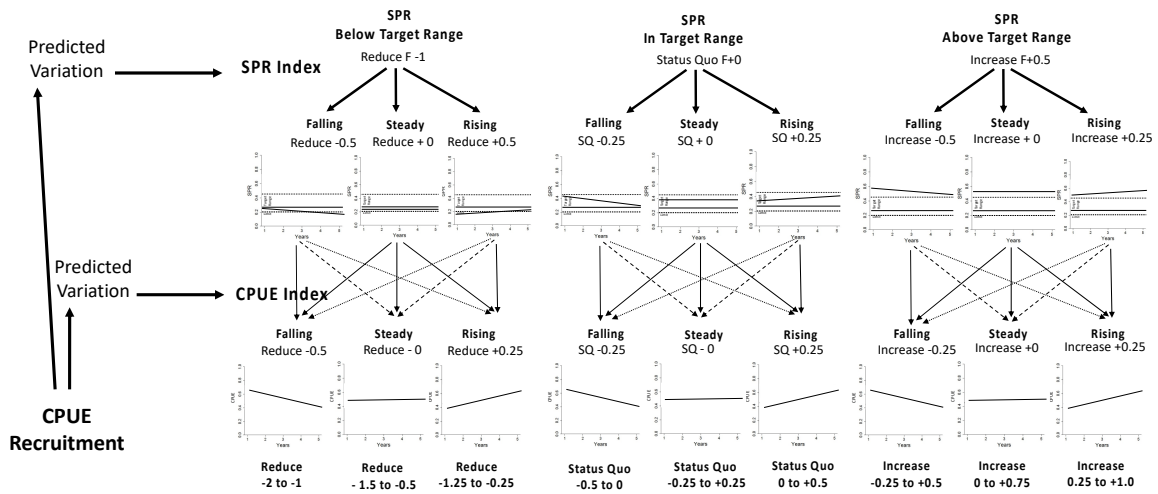 SPR
Below Target Range
Reduce F -1
SPR
In Target Range
Status Quo F+0
SPR
Above Target Range
Increase F+0.5
Predicted
Variation
SPR Index
Falling
Reduce -0.5
Steady
Reduce + 0
Rising
Reduce +0.5
Falling
SQ -0.25
Steady
SQ + 0
Rising
SQ +0.25
Falling
Increase -0.5
Steady
Increase + 0
Rising
Increase +0.25
SPR
Target
Range
Years
Predicted
Variation
CPUE Index
Falling
Reduce -0.5
Steady
Reduce - 0
Rising
Reduce +0.25
Falling
SQ -0.25
Steady
SQ - 0
Rising
SQ +0.25
Falling
Increase -0.25
Steady
Increase +0
Rising
Increase +0.25
CPUE
Years
CPUE
Recruitment
Reduce
-2 to -1
Reduce
- 1.5 to -0.5
Reduce
-1.25 to -0.25
Status Quo
-0.5 to 0
Status Quo
-0.25 to +0.25
Status Quo
0 to +0.5
Increase
-0.25 to +0.5
Increase
0 to +0.75
Increase
0.25 to +1.0